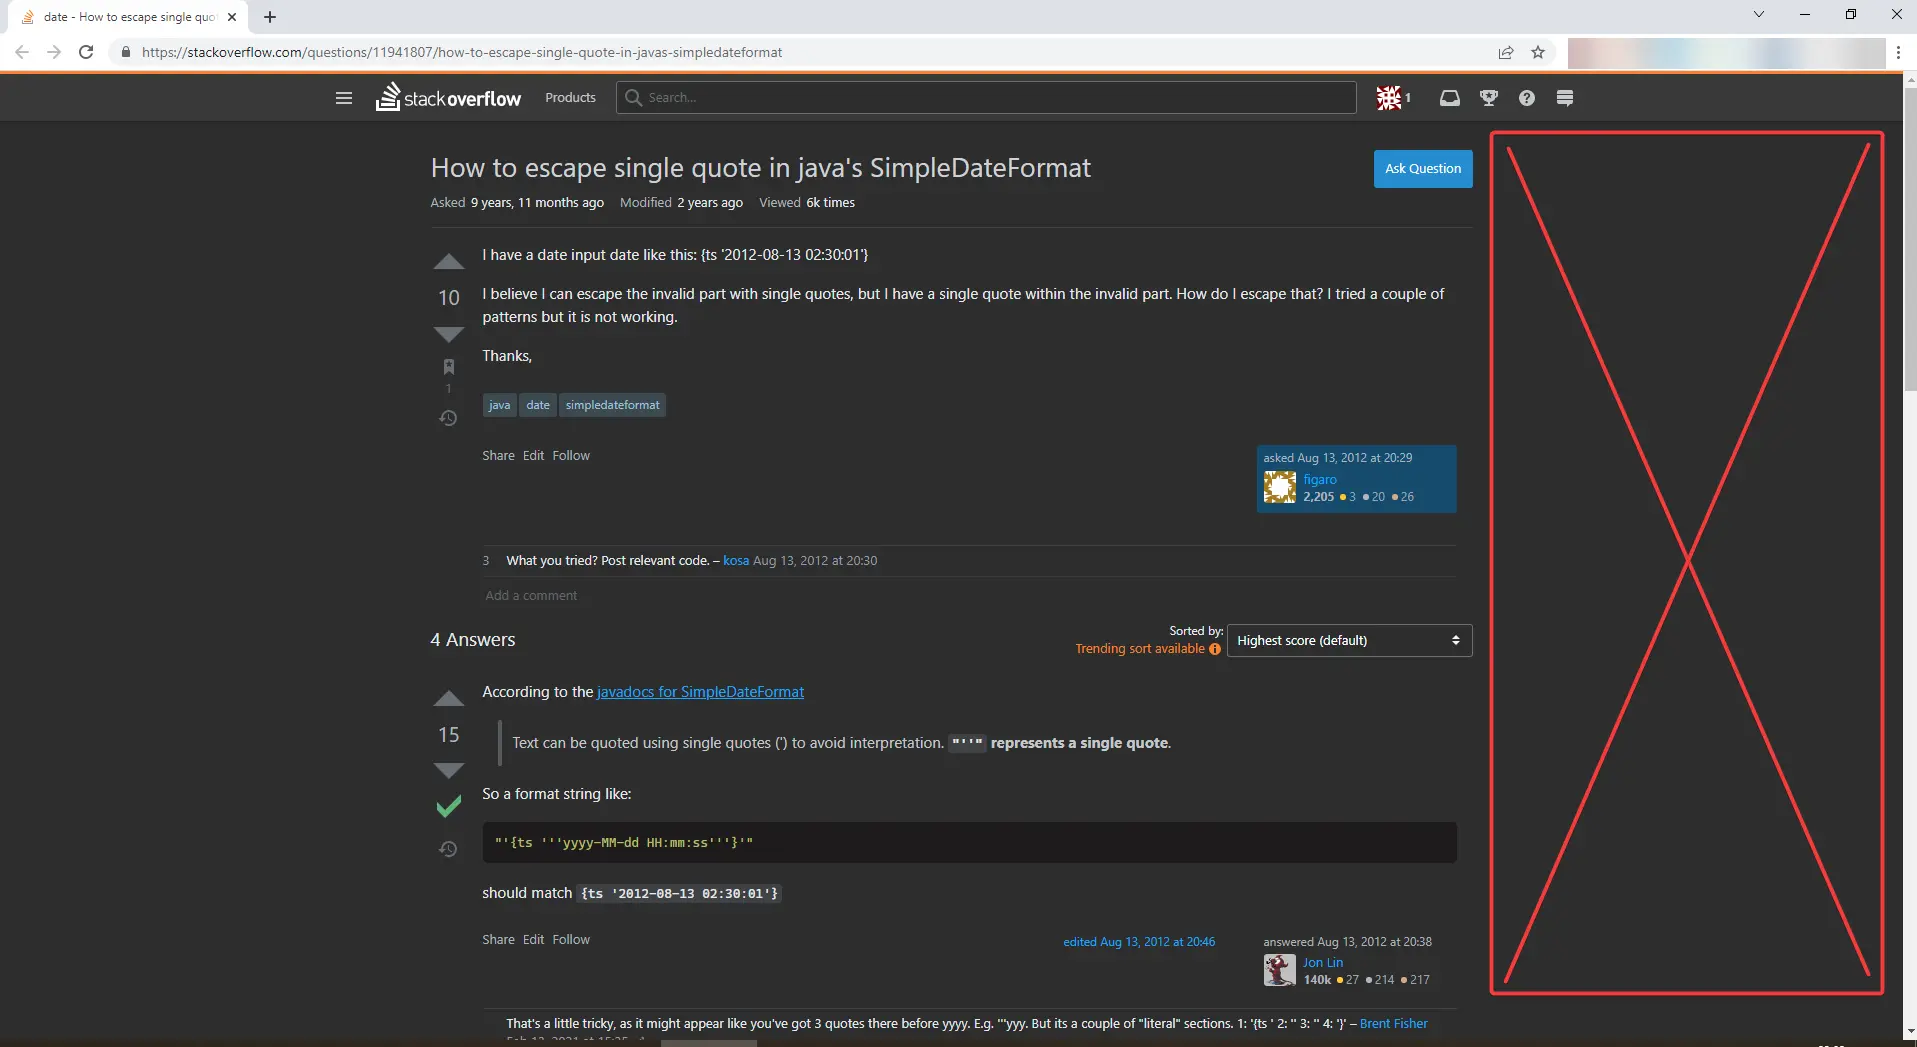 date - How to escape single quo
https://stackoverflow.com/questions/11941807/how-to-escape-single-quote-in-javas-simpledateformat
stackoverflow Products Search... 1
How to escape single quote in java's SimpleDateFormat
Ask Question
Asked 9 years, 11 months ago Modified 2 years ago Viewed 6k times
I have a date input date like this: {ts '2012-08-13 02:30:01'}
10
I believe I can escape the invalid part with single quotes, but I have a single quote within the invalid part. How do I escape that? I tried a couple of
patterns but it is not working.
Thanks,
1
java date simpledateformat
Share Edit Follow
asked Aug 13, 2012 at 20:29
figaro
2,205 3 20 26
3 What you tried? Post relevant code. – kosa Aug 13, 2012 at 20:30
Add a comment
4 Answers
Sorted by:
Trending sort available
Highest score (default)
According to the javadocs for SimpleDateFormat
15
Text can be quoted using single quotes (') to avoid interpretation. "''" represents a single quote.
So a format string like:
"'{ts '''yyyy-MM-dd HH:mm:ss'''}'"
should match {ts '2012-08-13 02:30:01'}
Share Edit Follow
edited Aug 13, 2012 at 20:46
answered Aug 13, 2012 at 20:38
Jon Lin
140k 27 214 217
That's a little tricky, as it might appear like you've got 3 quotes there before yyyy. E.g. '''yyy. But its a couple of "literal" sections. 1: '{ts ' 2: '' 3: '' 4: '}' – Brent Fisher